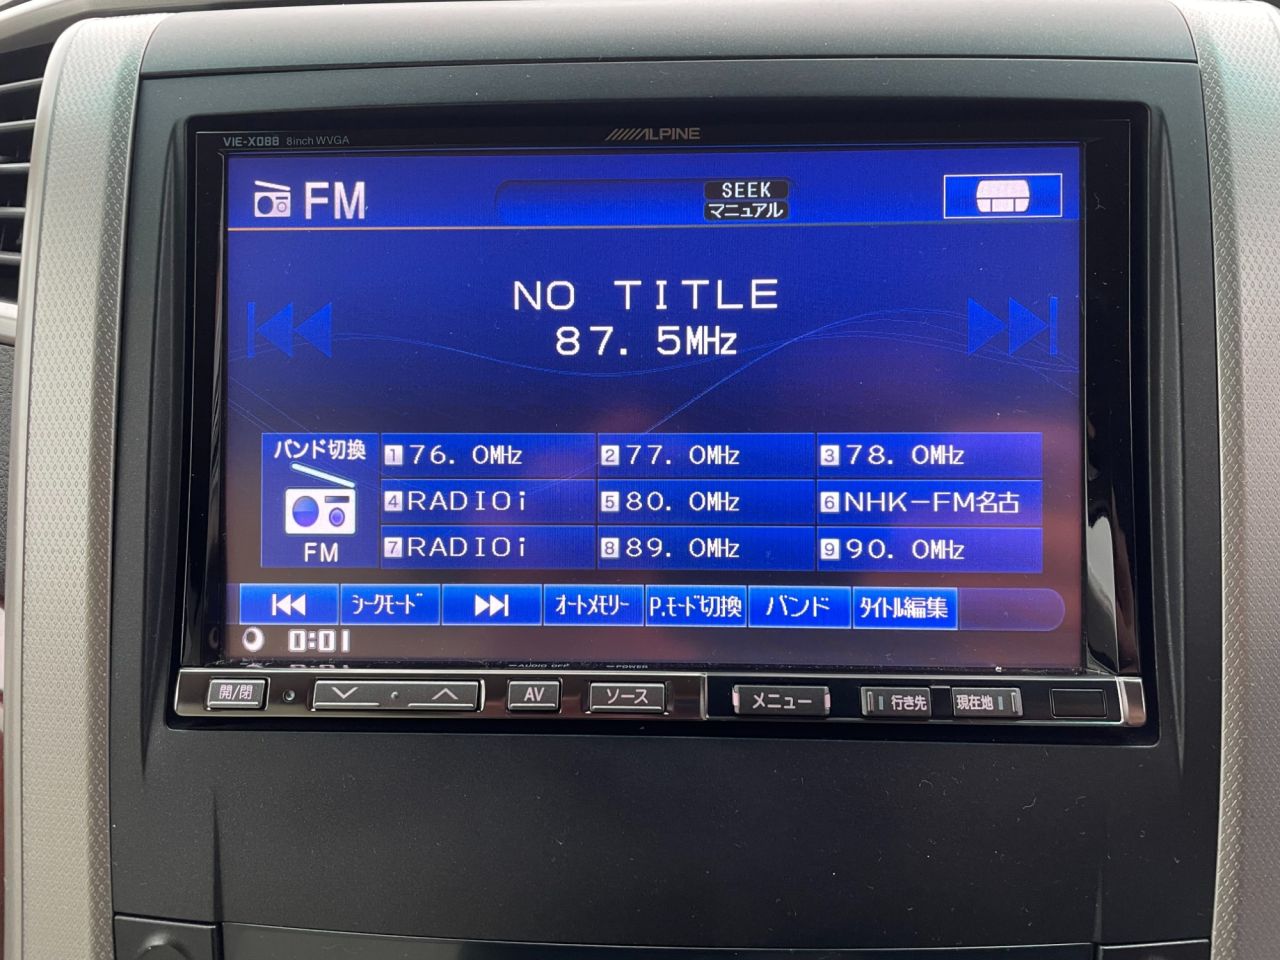 VIE-X088 8inch WVGA
ALPINE
FM
SEEK
マニュアル
NO TITLE
87.5MHz
バンド切換
FM
1 76.0MHz
2 77.0MHz
3 78.0MHz
4 RADIOi
5 80.0MHz
6 NHK-FM名古
7 RADIOi
8 89.0MHz
9 90.0MHz
シークモード
オートメモリー
P.モード切換
バンド
タイトル編集
0:01
AUDIO OFF
POWER
開/閉
AV
ソース
メニュー
行き先
現在地